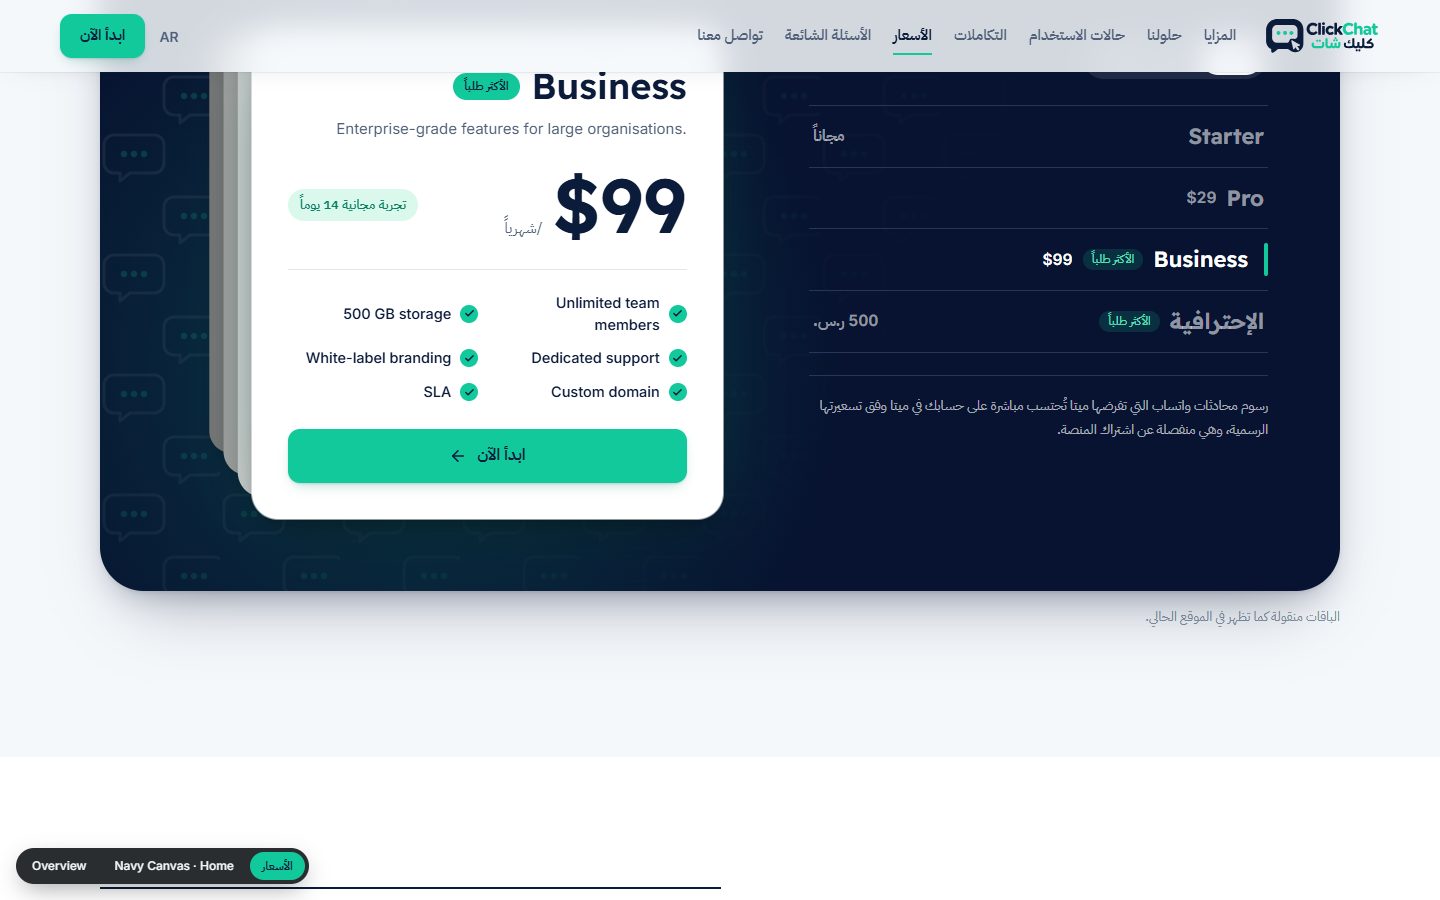 ClickChat
كليك شات
المزايا
حلولنا
حالات الاستخدام
التكاملات
الأسعار
الأسئلة الشائعة
تواصل معنا
AR
ابدأ الآن
Starter
مجاناً
Pro
$29
Business
الأكثر طلباً
$99
الإحترافية
الأكثر طلباً
500 ر.س.
رسوم محادثات واتساب التي تفرضها ميتا تُحتسب مباشرة على حسابك في ميتا وفق تسعيرتها
الرسمية، وهي منفصلة عن اشتراك المنصة.
Business
الأكثر طلباً
Enterprise-grade features for large organisations.
$99
/شهرياً
تجربة مجانية 14 يوماً
Unlimited team
members
500 GB storage
Dedicated support
White-label branding
Custom domain
SLA
ابدأ الآن
الباقات منقولة كما تظهر في الموقع الحالي.
Overview
Navy Canvas · Home
الأسعار